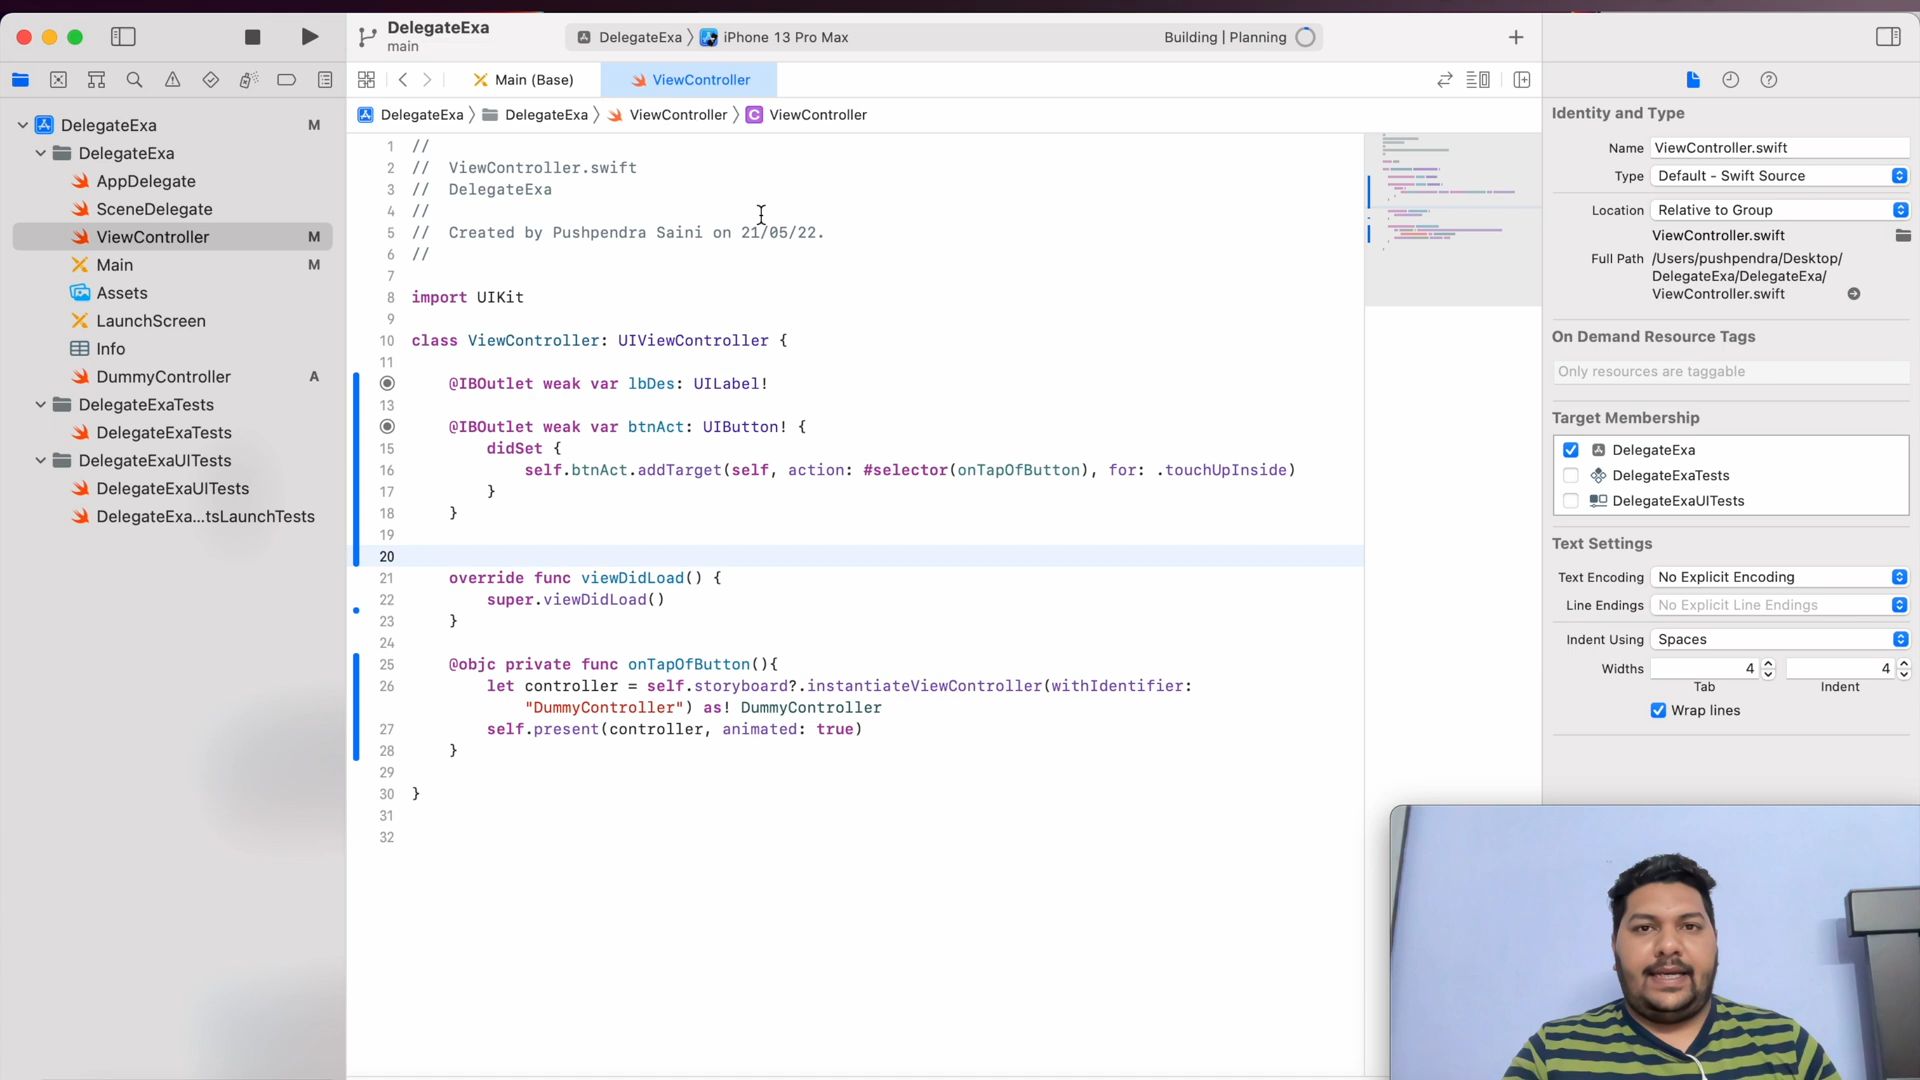 DelegateExa
main
DelegateExa
iPhone 13 Pro Max
Building | Planning
Main (Base)
ViewController
DelegateExa
DelegateExa
ViewController
C
ViewController
DelegateExa
M
DelegateExa
AppDelegate
SceneDelegate
ViewController
M
Main
M
Assets
LaunchScreen
Info
DummyController
A
DelegateExaTests
DelegateExaTests
DelegateExaUITests
DelegateExaUITests
DelegateExa...tsLaunchTests
1 //
2 //  ViewController.swift
3 //  DelegateExa
4 //
5 //  Created by Pushpendra Saini on 21/05/22.
6 //
7
8 import UIKit
9
10 class ViewController: UIViewController {
11
@IBOutlet weak var lbDes: UILabel!
13
@IBOutlet weak var btnAct: UIButton! {
15 didSet {
16 self.btnAct.addTarget(self, action: #selector(onTapOfButton), for: .touchUpInside)
17 }
18 }
19
20
21 override func viewDidLoad() {
22 super.viewDidLoad()
23 }
24
25 @objc private func onTapOfButton(){
26 let controller = self.storyboard?.instantiateViewController(withIdentifier:
"DummyController") as! DummyController
27 self.present(controller, animated: true)
28 }
29
30 }
31
32
Identity and Type
Name ViewController.swift
Type Default - Swift Source
Location Relative to Group
ViewController.swift
Full Path /Users/pushpendra/Desktop/
DelegateExa/DelegateExa/
ViewController.swift
On Demand Resource Tags
Only resources are taggable
Target Membership
DelegateExa
DelegateExaTests
DelegateExaUITests
Text Settings
Text Encoding No Explicit Encoding
Line Endings No Explicit Line Endings
Indent Using Spaces
Widths 4 4
Tab Indent
Wrap lines